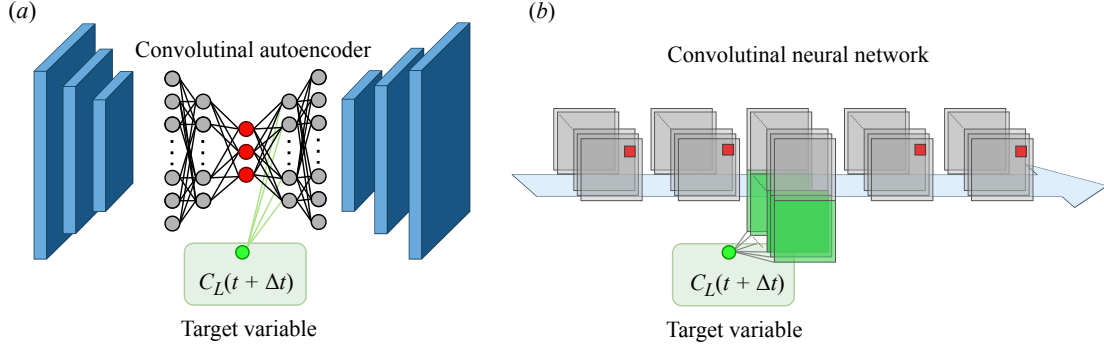 (a)
Convolutinal autoencoder
C_L(t + Δt)
Target variable
(b)
Convolutinal neural network
C_L(t + Δt)
Target variable